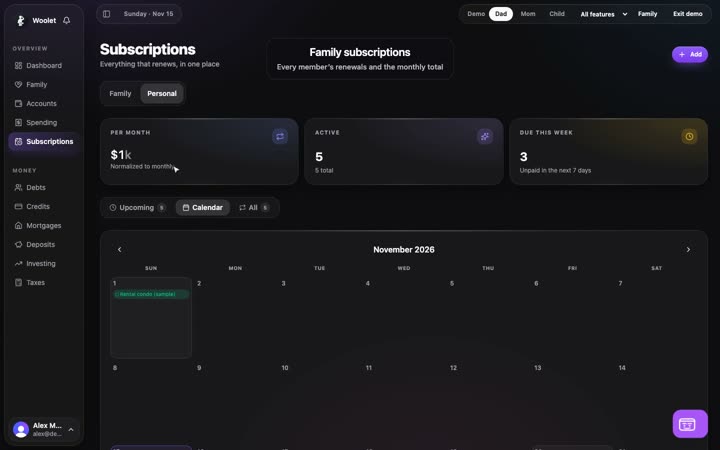 Woolet
Sunday · Nov 15
Demo Dad Mom Child All features Family Exit demo
OVERVIEW
Dashboard
Family
Accounts
Spending
Subscriptions
MONEY
Debts
Credits
Mortgages
Deposits
Investing
Taxes
Alex M...
alex@de...
Subscriptions
Everything that renews, in one place
Family subscriptions
Every member's renewals and the monthly total
Add
Family Personal
PER MONTH
$1k
Normalized to monthly
ACTIVE
5
5 total
DUE THIS WEEK
3
Unpaid in the next 7 days
Upcoming 5 Calendar All 5
November 2026
SUN MON TUE WED THU FRI SAT
1 2 3 4 5 6 7
Rental condo (sample)
8 9 10 11 12 13 14